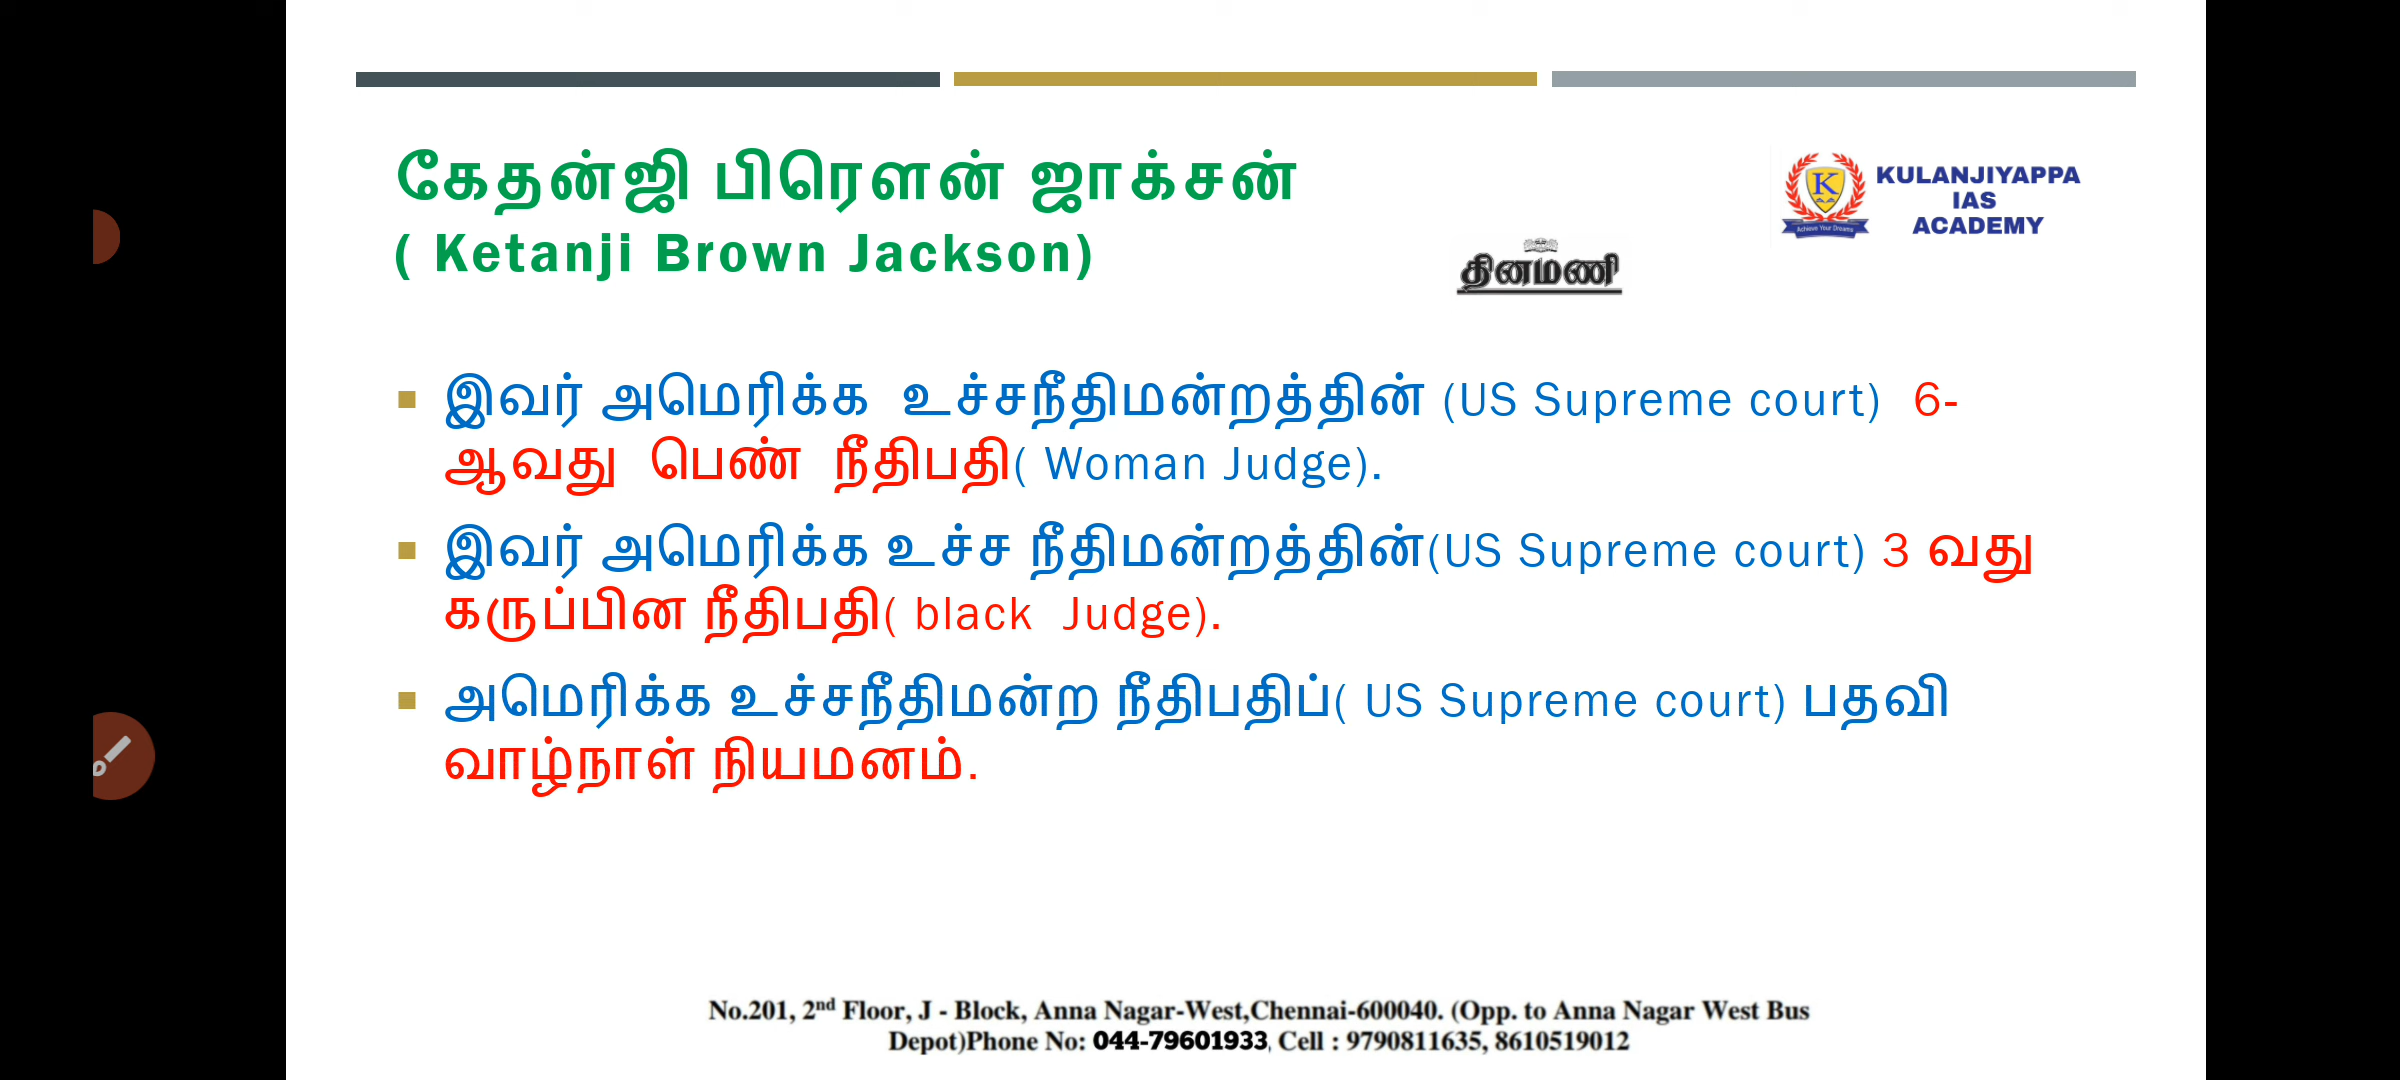 கேதன்ஜி பிரௌன் ஜாக்சன்
( Ketanji Brown Jackson)
KULANJIYAPPA
IAS
ACADEMY
K
Achieve Your Dreams
தினமணி
இவர் அமெரிக்க உச்சநீதிமன்றத்தின் (US Supreme court) 6-
ஆவது பெண் நீதிபதி( Woman Judge).
இவர் அமெரிக்க உச்ச நீதிமன்றத்தின்(US Supreme court) 3 வது
கருப்பின நீதிபதி( black Judge).
அமெரிக்க உச்சநீதிமன்ற நீதிபதிப்( US Supreme court) பதவி
வாழ்நாள் நியமனம்.
No.201, 2nd Floor, J - Block, Anna Nagar-West,Chennai-600040. (Opp. to Anna Nagar West Bus
Depot)Phone No: 044-79601933, Cell : 9790811635, 8610519012